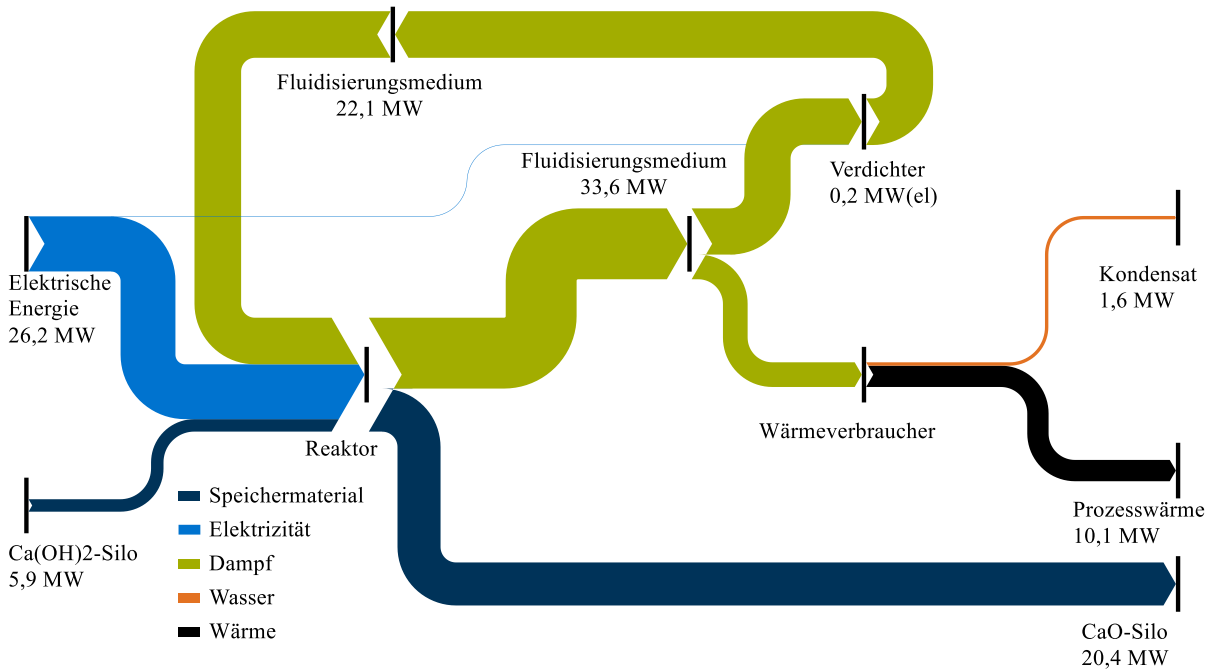 Fluidisierungsmedium
22,1 MW
Fluidisierungsmedium
33,6 MW
Verdichter
0,2 MW(el)
Elektrische
Energie
26,2 MW
Kondensat
1,6 MW
Reaktor
Wärmeverbraucher
Speichermaterial
Elektrizität
Dampf
Wasser
Wärme
Ca(OH)2-Silo
5,9 MW
Prozesswärme
10,1 MW
CaO-Silo
20,4 MW